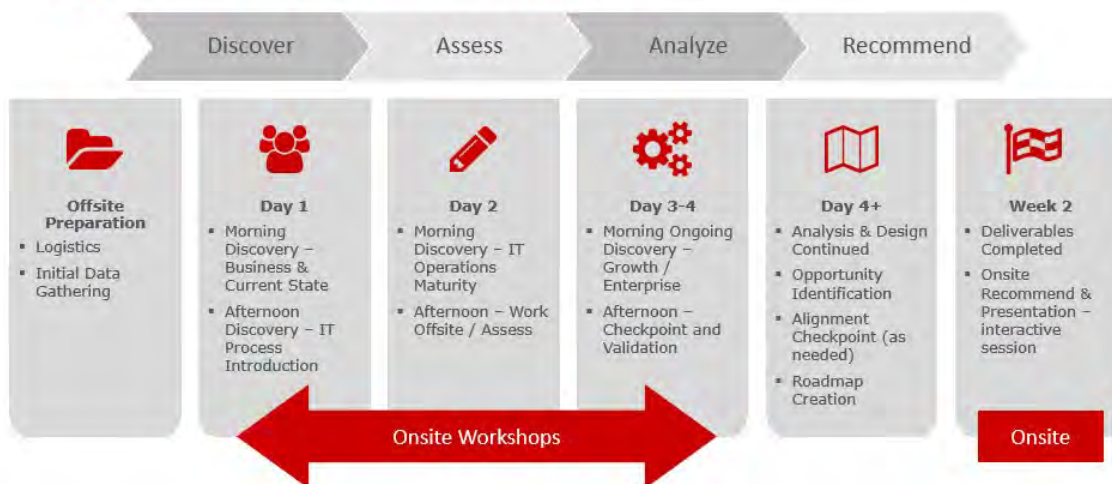 Discover
Assess
Analyze
Recommend
Offsite
Preparation
▪ Logistics
▪ Initial Data
Gathering
Day 1
▪ Morning
Discovery –
Business &
Current State
▪ Afternoon
Discovery – IT
Process
Introduction
Day 2
▪ Morning
Discovery – IT
Operations
Maturity
▪ Afternoon – Work
Offsite / Assess
Day 3-4
▪ Morning Ongoing
Discovery –
Growth /
Enterprise
▪ Afternoon –
Checkpoint and
Validation
Day 4+
▪ Analysis & Design
Continued
▪ Opportunity
Identification
▪ Alignment
Checkpoint (as
needed)
▪ Roadmap
Creation
Week 2
▪ Deliverables
Completed
▪ Onsite
Recommend &
Presentation –
interactive
session
Onsite Workshops
Onsite